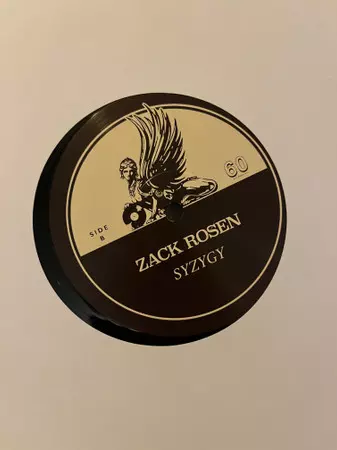 60
SIDE
B
ZACK ROSEN
SYZYGY